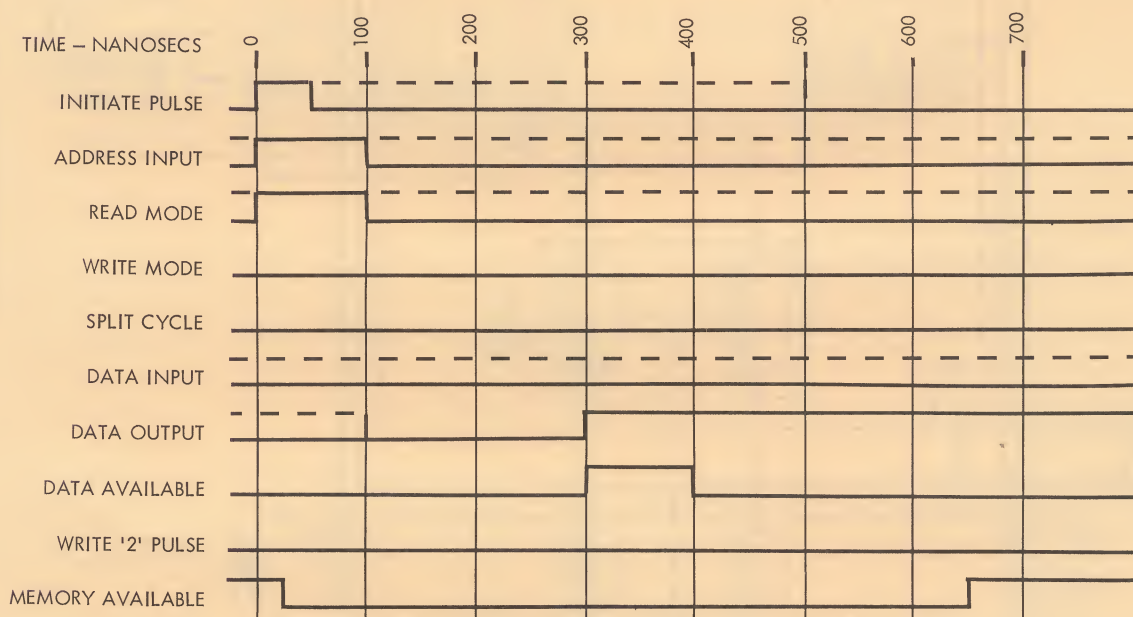 TIME – NANOSECS 0 100 200 300 400 500 600 700
INITIATE PULSE
ADDRESS INPUT
READ MODE
WRITE MODE
SPLIT CYCLE
DATA INPUT
DATA OUTPUT
DATA AVAILABLE
WRITE '2' PULSE
MEMORY AVAILABLE